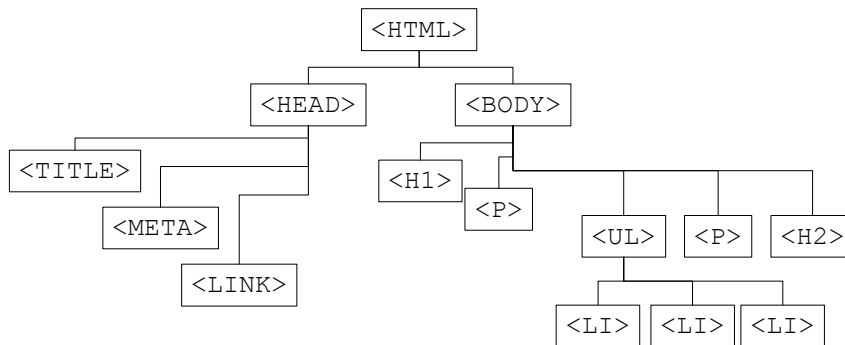 <HTML>
<HEAD>
<BODY>
<TITLE>
<H1>
<META>
<P>
<UL>
<P>
<H2>
<LINK>
<LI>
<LI>
<LI>